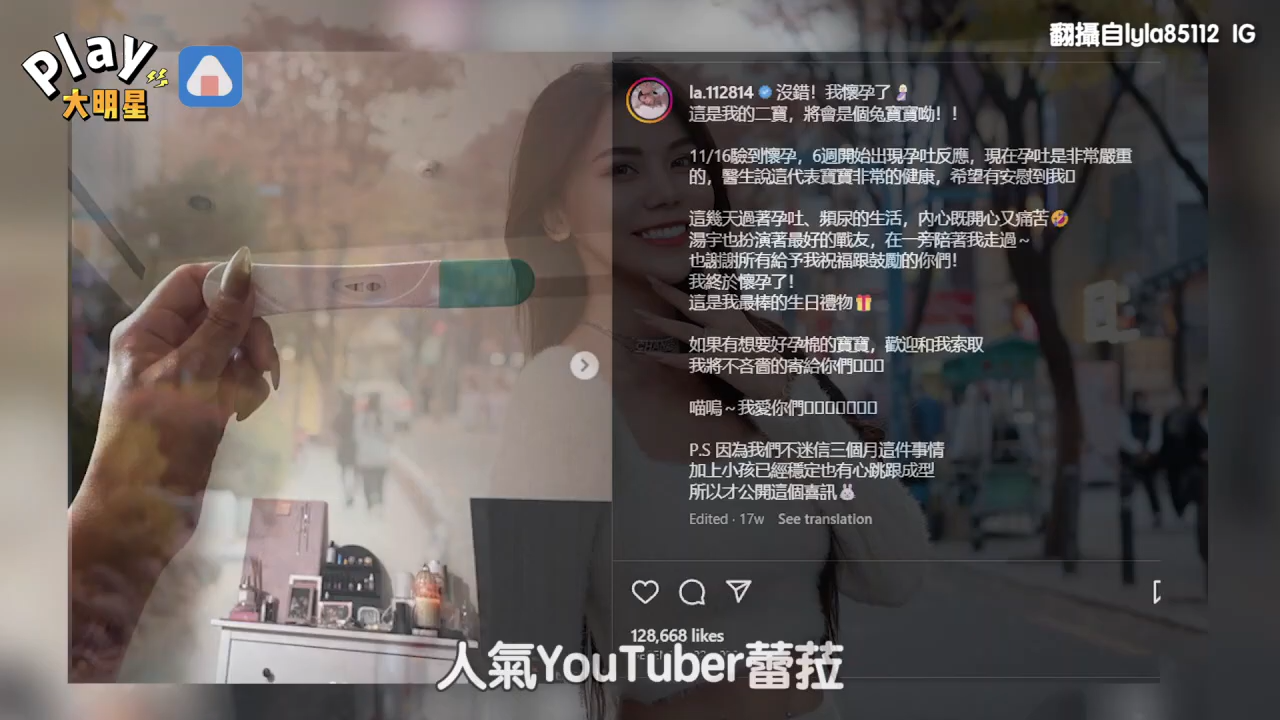 Play
大明星
翻攝自lyla85112 IG
la.112814 沒錯！我懷孕了🤱🏼
這是我的二寶，將會是個兔寶寶呦！！
11/16驗到懷孕，6週開始出現孕吐反應，現在孕吐是非常嚴重
的，醫生說這代表寶寶非常的健康，希望有安慰到我
這幾天過著孕吐、頻尿的生活，內心既開心又痛苦🤣
湯宇也扮演著最好的戰友，在一旁陪著我走過～
也謝謝所有給予我祝福跟鼓勵的你們！
我終於懷孕了！
這是我最棒的生日禮物🎁
如果有想要好孕棉的寶寶，歡迎和我索取
我將不吝嗇的寄給你們
喵嗚～我愛你們
P.S 因為我們不迷信三個月這件事情
加上小孩已經穩定也有心跳跟成型
所以才公開這個喜訊🐰
Edited · 17w See translation
128,668 likes
人氣YouTuber蕾菈